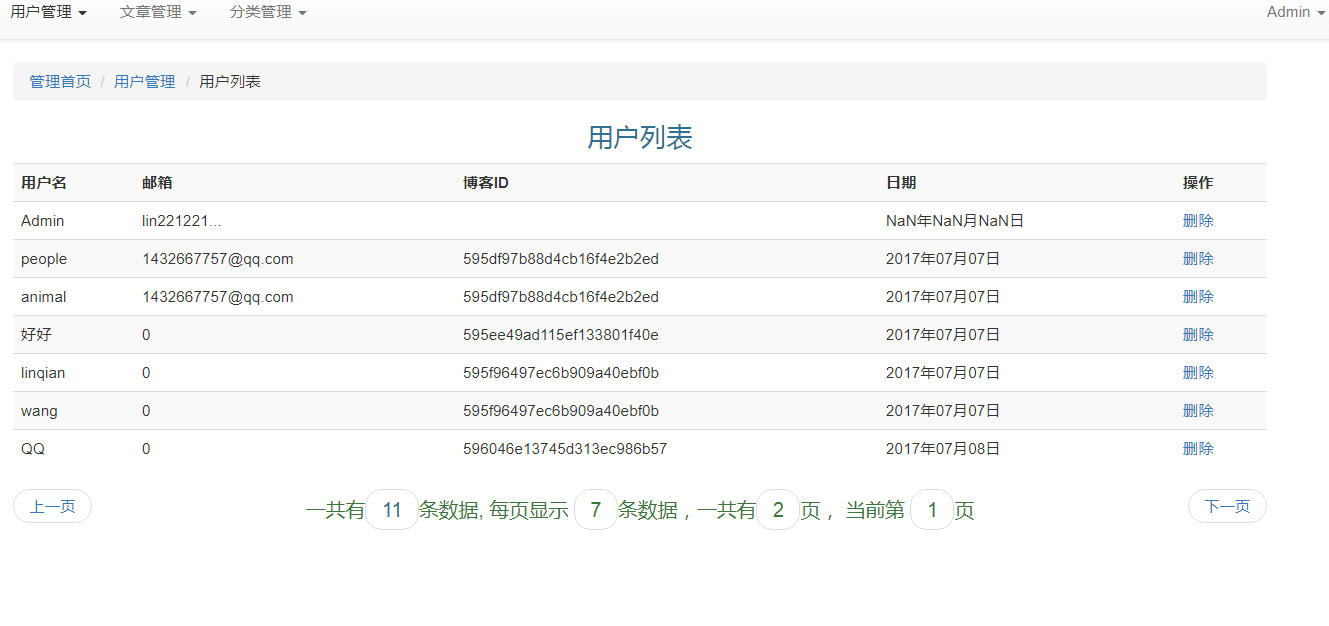 用户管理 文章管理 分类管理 Admin
管理首页 / 用户管理 / 用户列表
用户列表
用户名 邮箱 博客ID 日期 操作
Admin lin221221... NaN年NaN月NaN日 删除
people 1432667757@qq.com 595df97b88d4cb16f4e2b2ed 2017年07月07日 删除
animal 1432667757@qq.com 595df97b88d4cb16f4e2b2ed 2017年07月07日 删除
好好 0 595ee49ad115ef133801f40e 2017年07月07日 删除
linqian 0 595f96497ec6b909a40ebf0b 2017年07月07日 删除
wang 0 595f96497ec6b909a40ebf0b 2017年07月07日 删除
QQ 0 596046e13745d313ec986b57 2017年07月08日 删除
上一页 一共有 11 条数据, 每页显示 7 条数据，一共有 2 页， 当前第 1 页 下一页